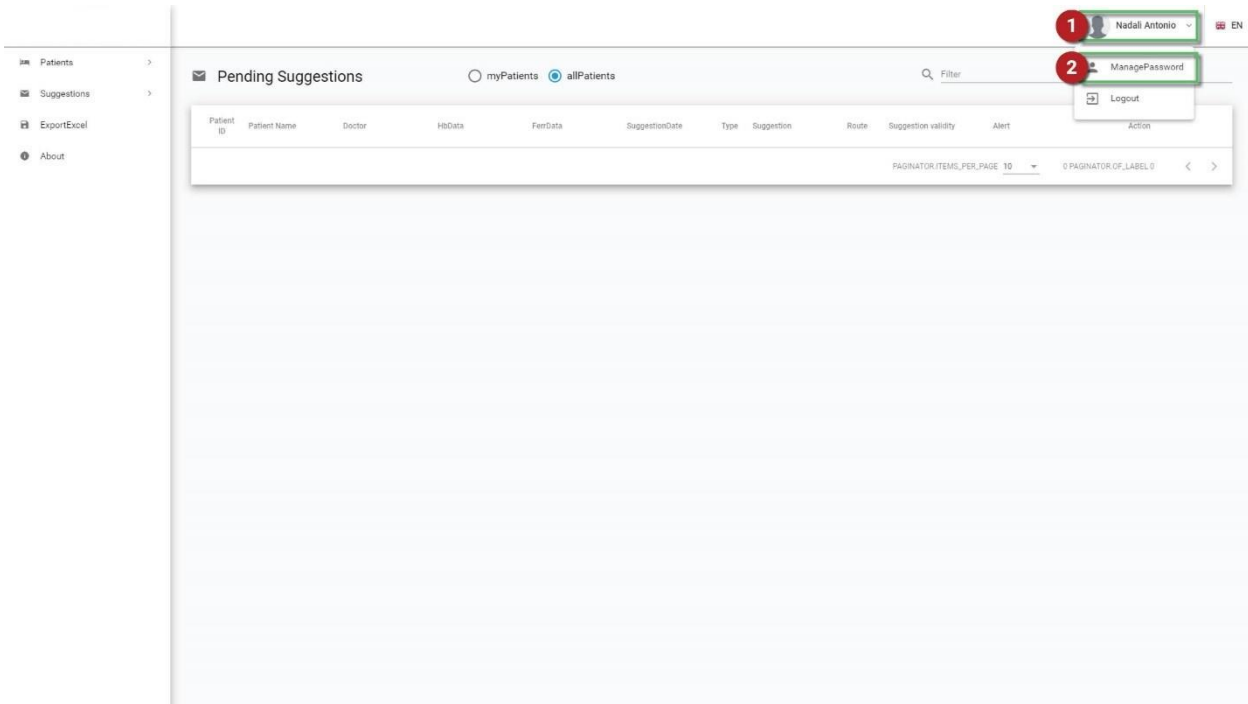 1 Nadali Antonio EN
Patients
Suggestions
ExportExcel
About
Pending Suggestions myPatients allPatients Filter
2 ManagePassword
Logout
Patient ID Patient Name Doctor HbData FerrData SuggestionDate Type Suggestion Route Suggestion validity Alert Action
PAGINATOR.ITEMS_PER_PAGE 10 0 PAGINATOR.OF_LABEL 0